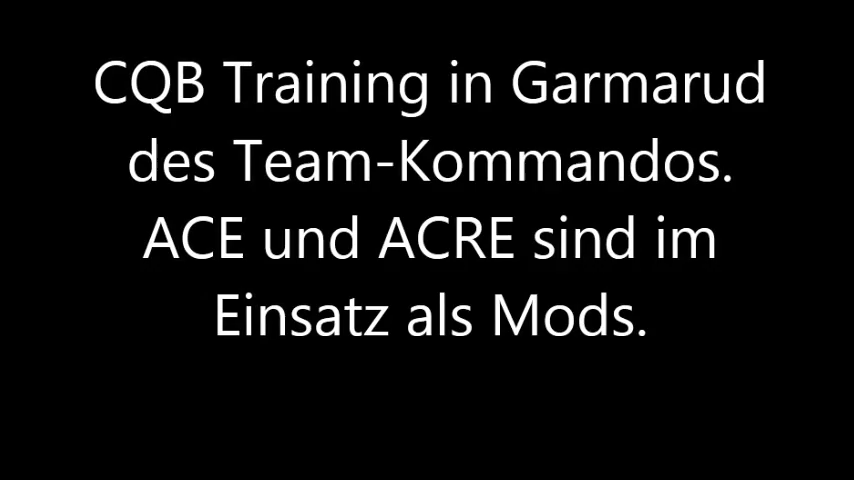 CQB Training in Garmarud
des Team-Kommandos.
ACE und ACRE sind im
Einsatz als Mods.